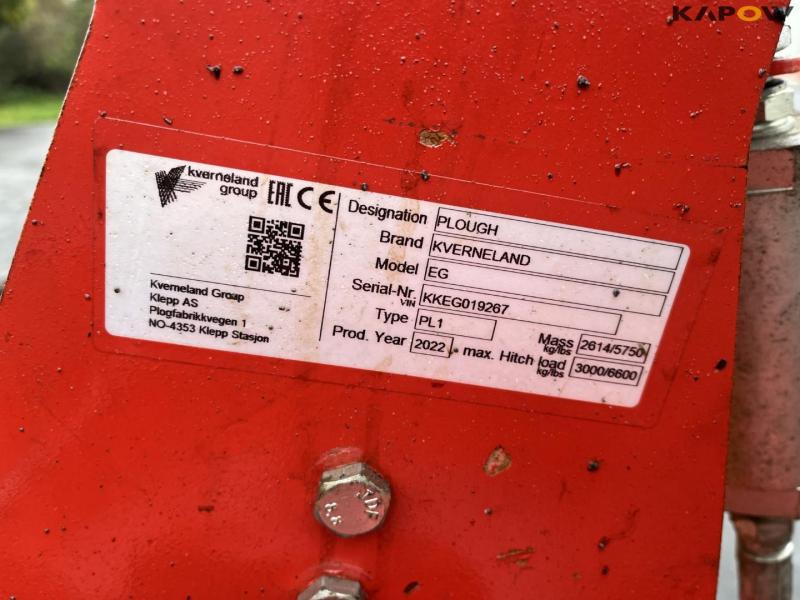 KAPOW
kverneland
group
EAC CE
Designation PLOUGH
Brand KVERNELAND
Model EG
Serial-Nr.
VIN KKEG019267
Type PL1
Mass
kg/lbs 2614/5750
Prod. Year 2022
max. Hitch load
kg/lbs 3000/6600
Kverneland Group
Klepp AS
Plogfabrikkvegen 1
NO-4353 Klepp Stasjon
8.8